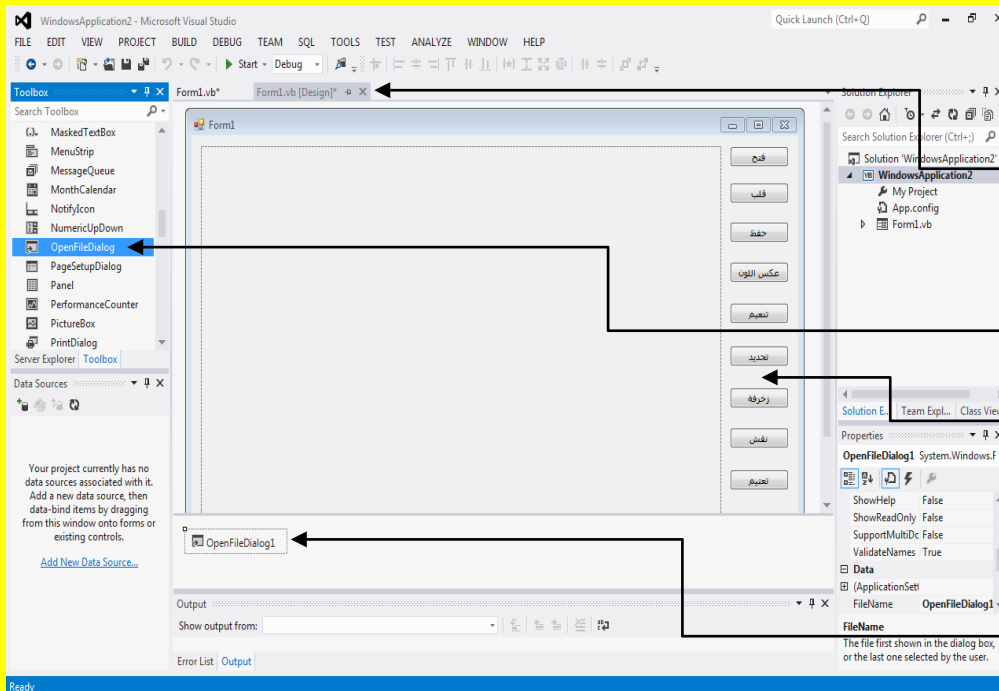 WindowsApplication2 - Microsoft Visual Studio
Quick Launch (Ctrl+Q)
FILE EDIT VIEW PROJECT BUILD DEBUG TEAM SQL TOOLS TEST ANALYZE WINDOW HELP
Start Debug
Toolbox
Search Toolbox
MaskedTextBox
MenuStrip
MessageQueue
MonthCalendar
NotifyIcon
NumericUpDown
OpenFileDialog
PageSetupDialog
Panel
PerformanceCounter
PictureBox
PrintDialog
Server Explorer Toolbox
Data Sources
Your project currently has no
data sources associated with it.
Add a new data source, then
data-bind items by dragging
from this window onto forms or
existing controls.
Add New Data Source...
Form1.vb* Form1.vb [Design]*
Form1
فتح
قلب
حفظ
عكس اللون
تنعيم
تحديد
زخرفه
نقش
تعتيم
OpenFileDialog1
Output
Show output from:
Error List Output
Solution Explorer
Search Solution Explorer (Ctrl+;)
Solution 'WindowsApplication2'
VB WindowsApplication2
My Project
App.config
Form1.vb
Solution E... Team Expl... Class View
Properties
OpenFileDialog1 System.Windows.F
ShowHelp False
ShowReadOnly False
SupportMultiDc False
ValidateNames True
Data
(ApplicationSett
FileName OpenFileDialog1
FileName
The file first shown in the dialog box,
or the last one selected by the user.
Ready